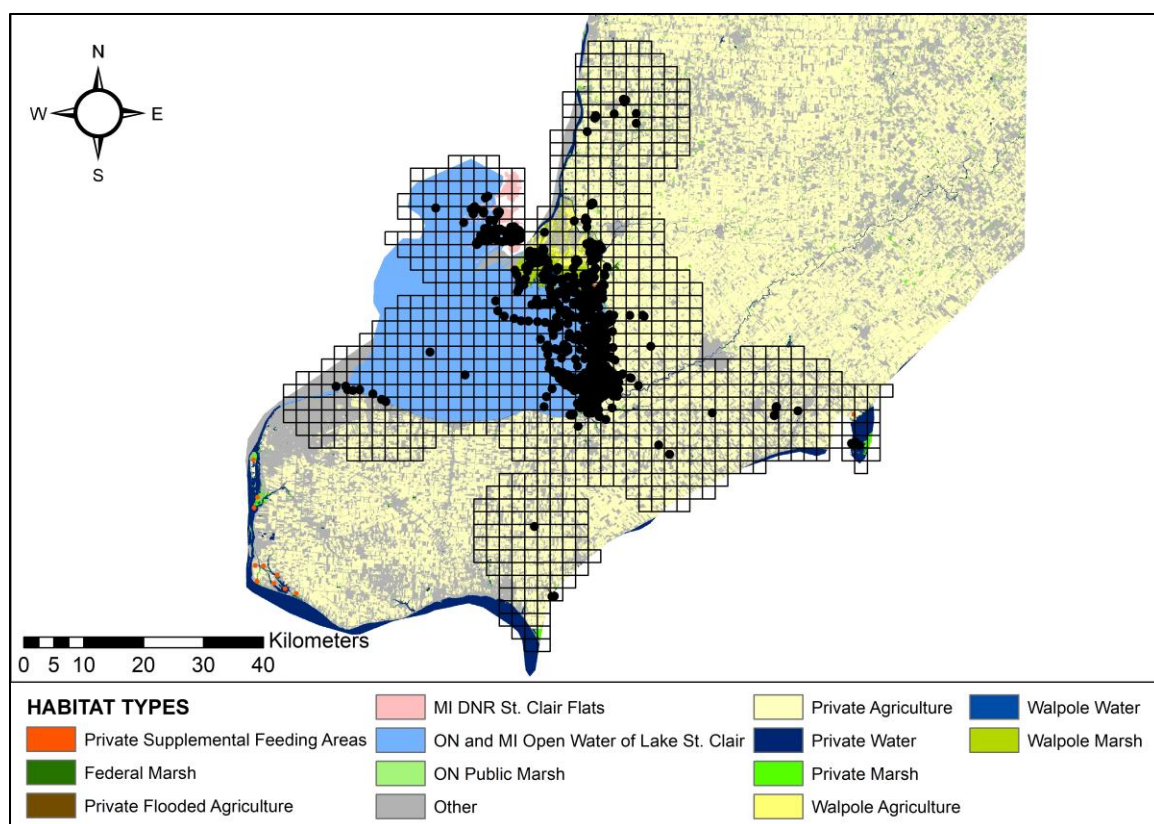 N
W E
S
Kilometers
0 5 10 20 30 40
HABITAT TYPES
Private Supplemental Feeding Areas
Federal Marsh
Private Flooded Agriculture
MI DNR St. Clair Flats
ON and MI Open Water of Lake St. Clair
ON Public Marsh
Other
Private Agriculture
Private Water
Private Marsh
Walpole Agriculture
Walpole Water
Walpole Marsh